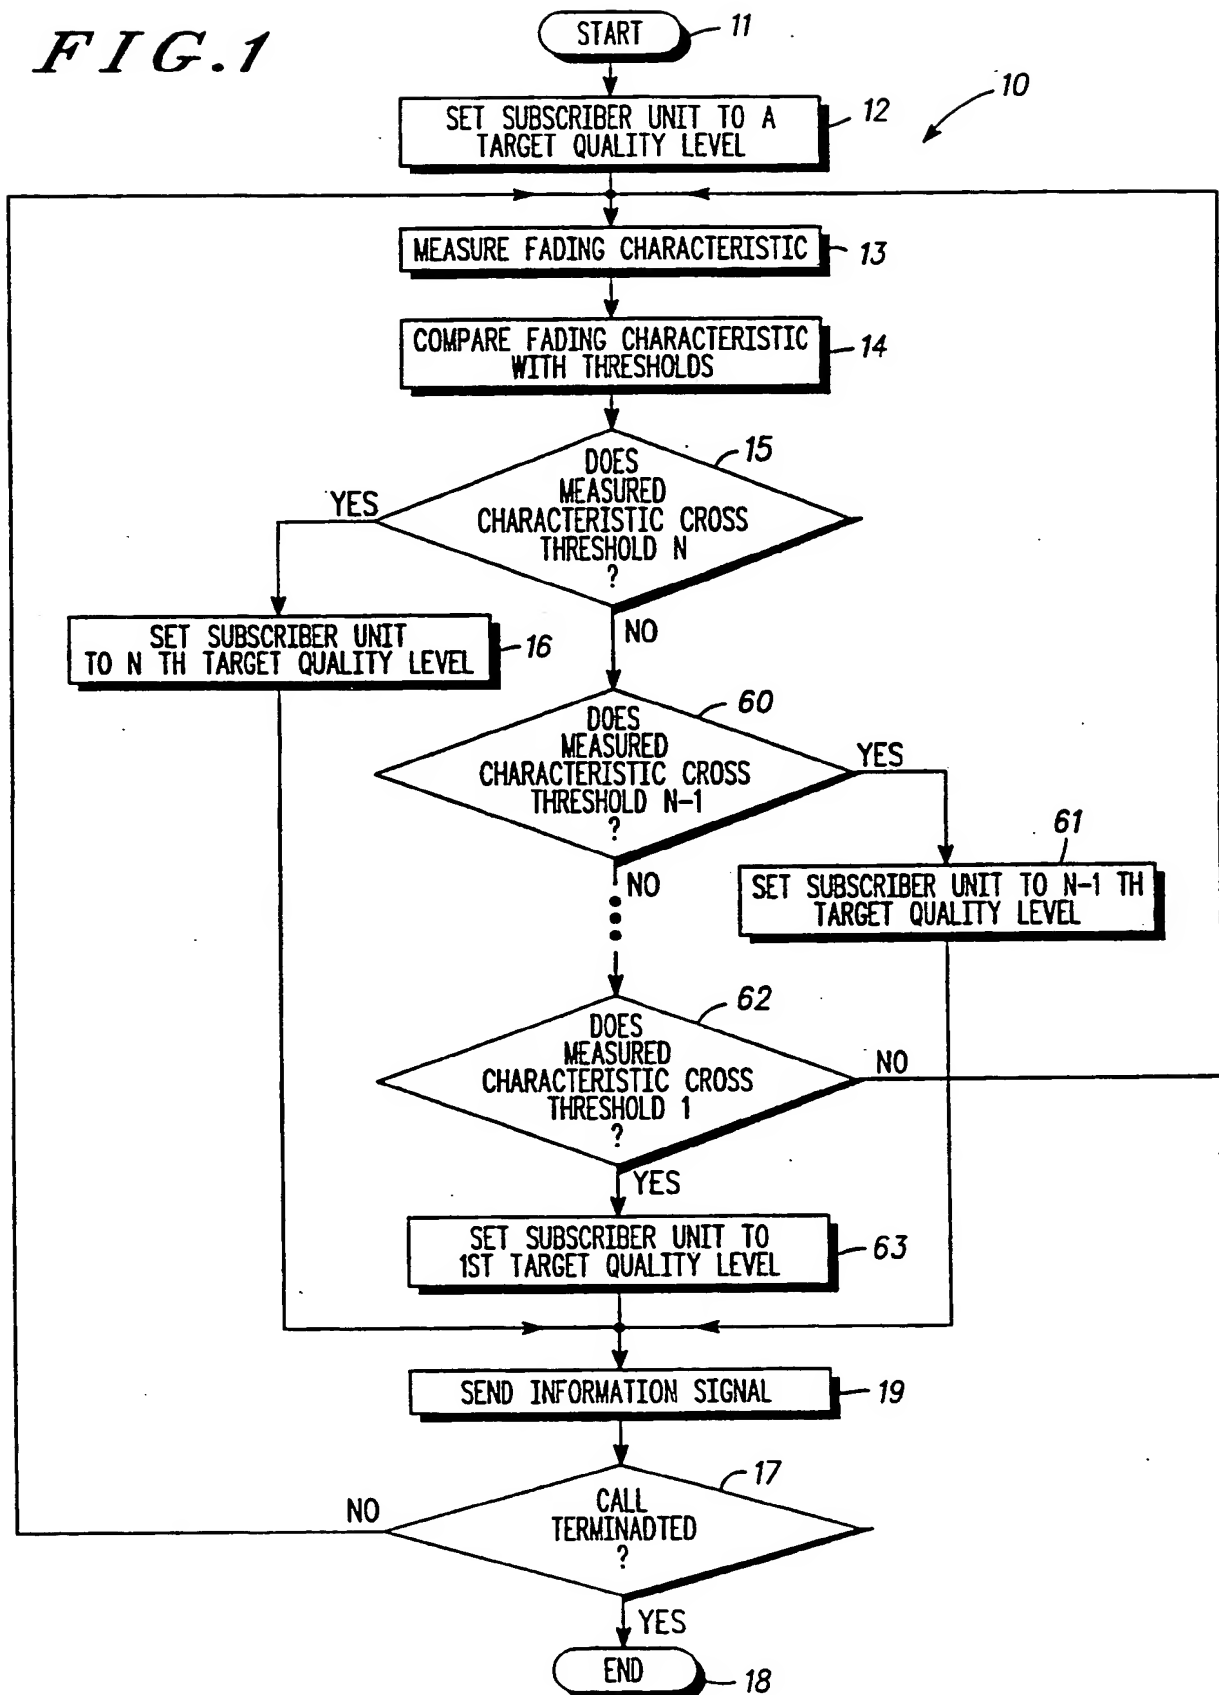 FIG.1
START
11
10
SET SUBSCRIBER UNIT TO A
TARGET QUALITY LEVEL
12
MEASURE FADING CHARACTERISTIC
13
COMPARE FADING CHARACTERISTIC
WITH THRESHOLDS
14
DOES
MEASURED
CHARACTERISTIC CROSS
THRESHOLD N
?
15
YES
NO
SET SUBSCRIBER UNIT
TO N TH TARGET QUALITY LEVEL
16
DOES
MEASURED
CHARACTERISTIC CROSS
THRESHOLD N-1
?
60
YES
NO
61
SET SUBSCRIBER UNIT TO N-1 TH
TARGET QUALITY LEVEL
DOES
MEASURED
CHARACTERISTIC CROSS
THRESHOLD 1
?
62
NO
YES
SET SUBSCRIBER UNIT TO
1ST TARGET QUALITY LEVEL
63
SEND INFORMATION SIGNAL
19
CALL
TERMINADTED
?
17
NO
YES
END
18